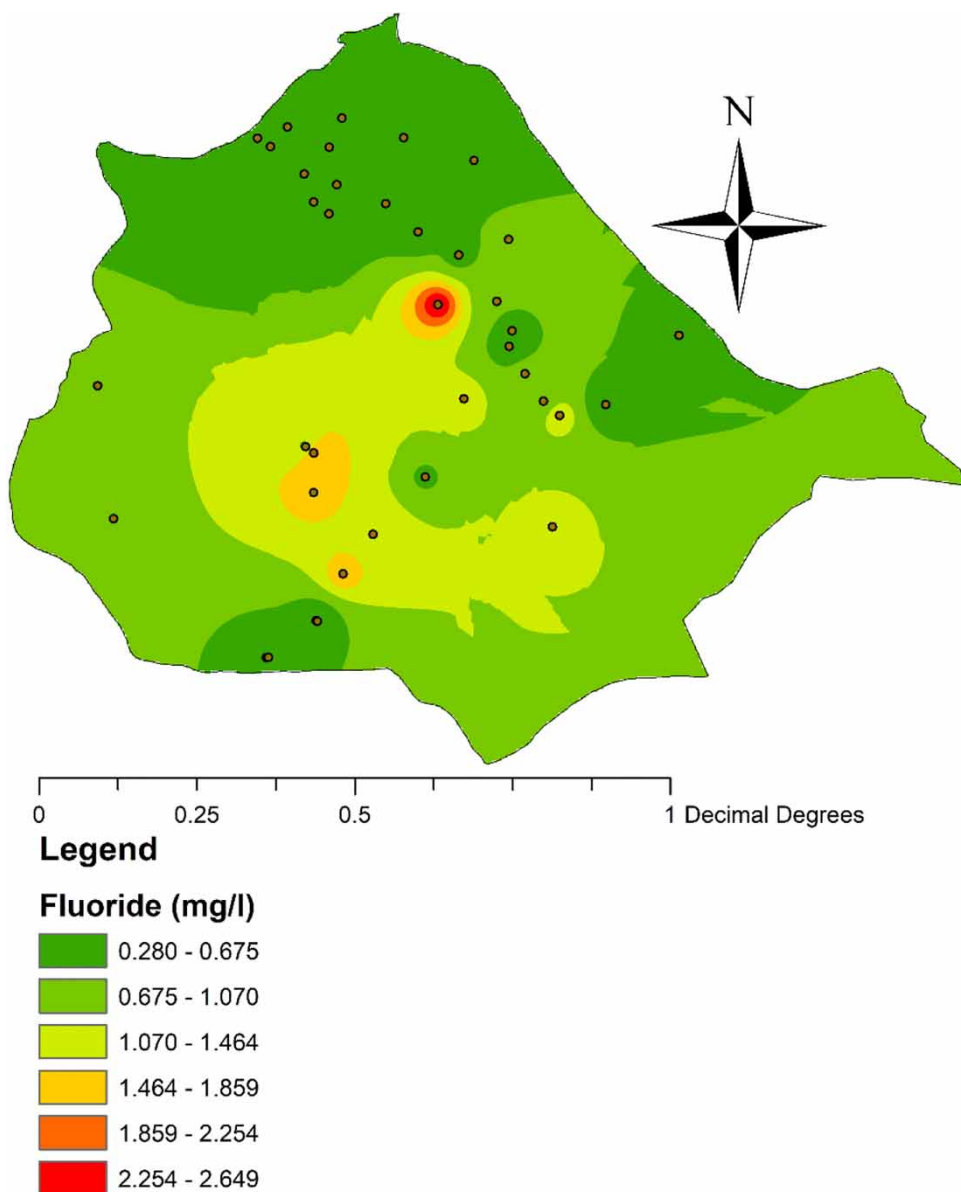 N
0 0.25 0.5 1 Decimal Degrees
Legend
Fluoride (mg/l)
0.280 - 0.675
0.675 - 1.070
1.070 - 1.464
1.464 - 1.859
1.859 - 2.254
2.254 - 2.649